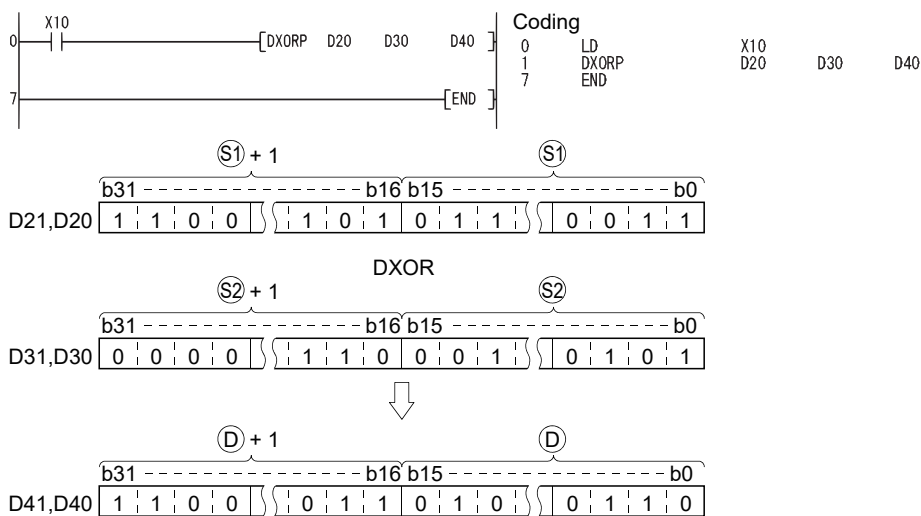 X10
0 DXORP D20 D30 D40
7 END
Coding
0 LD X10
1 DXORP D20 D30 D40
7 END
S1 + 1 S1
b31 b16 b15 b0
D21,D20 1 1 0 0 1 0 1 0 1 1 0 0 1 1
DXOR
S2 + 1 S2
b31 b16 b15 b0
D31,D30 0 0 0 0 1 1 0 0 0 1 0 1 0 1
D + 1 D
b31 b16 b15 b0
D41,D40 1 1 0 0 0 1 1 0 1 0 0 1 1 0